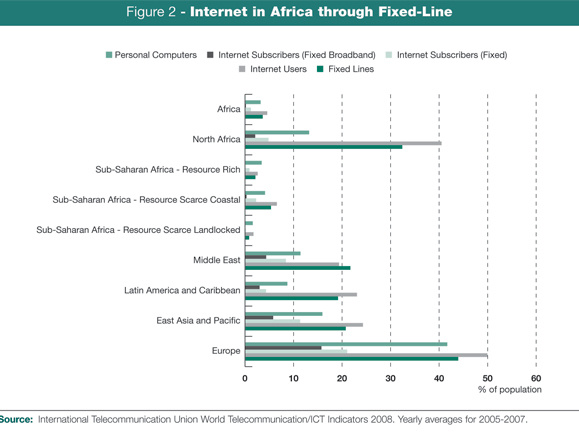 Figure 2 - Internet in Africa through Fixed-Line
Personal Computers Internet Subscribers (Fixed Broadband) Internet Subscribers (Fixed)
Internet Users Fixed Lines
Africa
North Africa
Sub-Saharan Africa - Resource Rich
Sub-Saharan Africa - Resource Scarce Coastal
Sub-Saharan Africa - Resource Scarce Landlocked
Middle East
Latin America and Caribbean
East Asia and Pacific
Europe
0 10 20 30 40 50 60
% of population
Source: International Telecommunication Union World Telecommunication/ICT Indicators 2008. Yearly averages for 2005-2007.